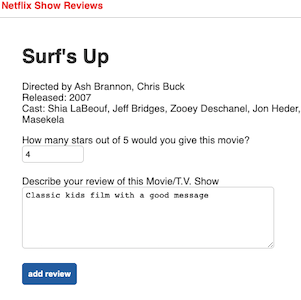 Netflix Show Reviews
Surf's Up
Directed by Ash Brannon, Chris Buck
Released: 2007
Cast: Shia LaBeouf, Jeff Bridges, Zooey Deschanel, Jon Heder,
Masekela
How many stars out of 5 would you give this movie?
4
Describe your review of this Movie/T.V. Show
Classic kids film with a good message
add review